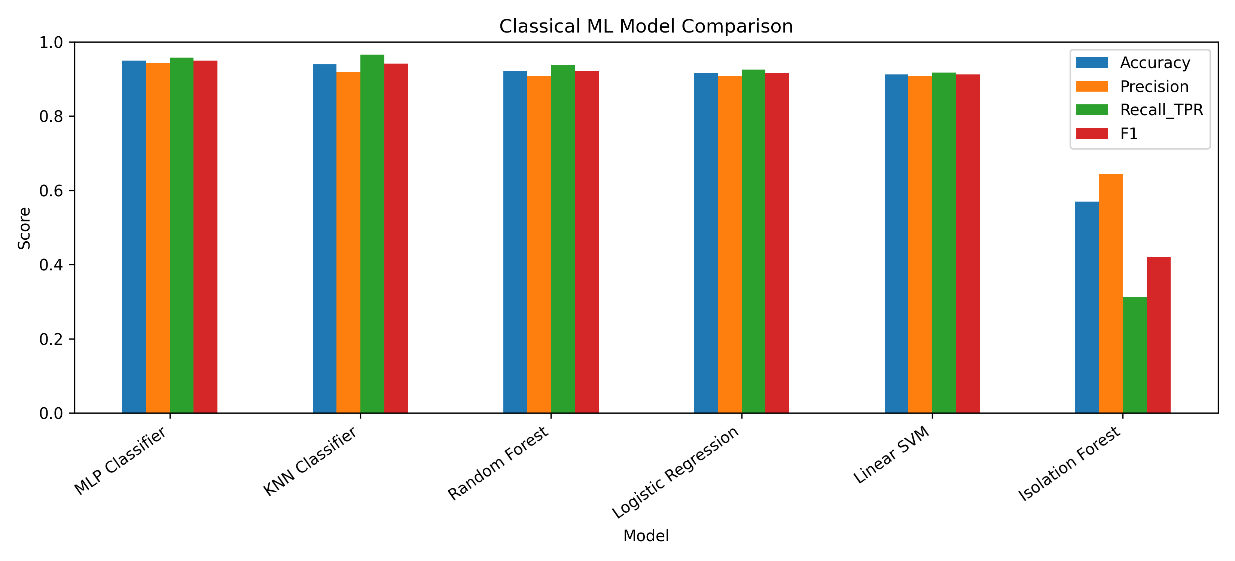 Classical ML Model Comparison
1.0
0.8
0.6
0.4
0.2
0.0
Score
Accuracy
Precision
Recall_TPR
F1
MLP Classifier
KNN Classifier
Random Forest
Logistic Regression
Linear SVM
Isolation Forest
Model